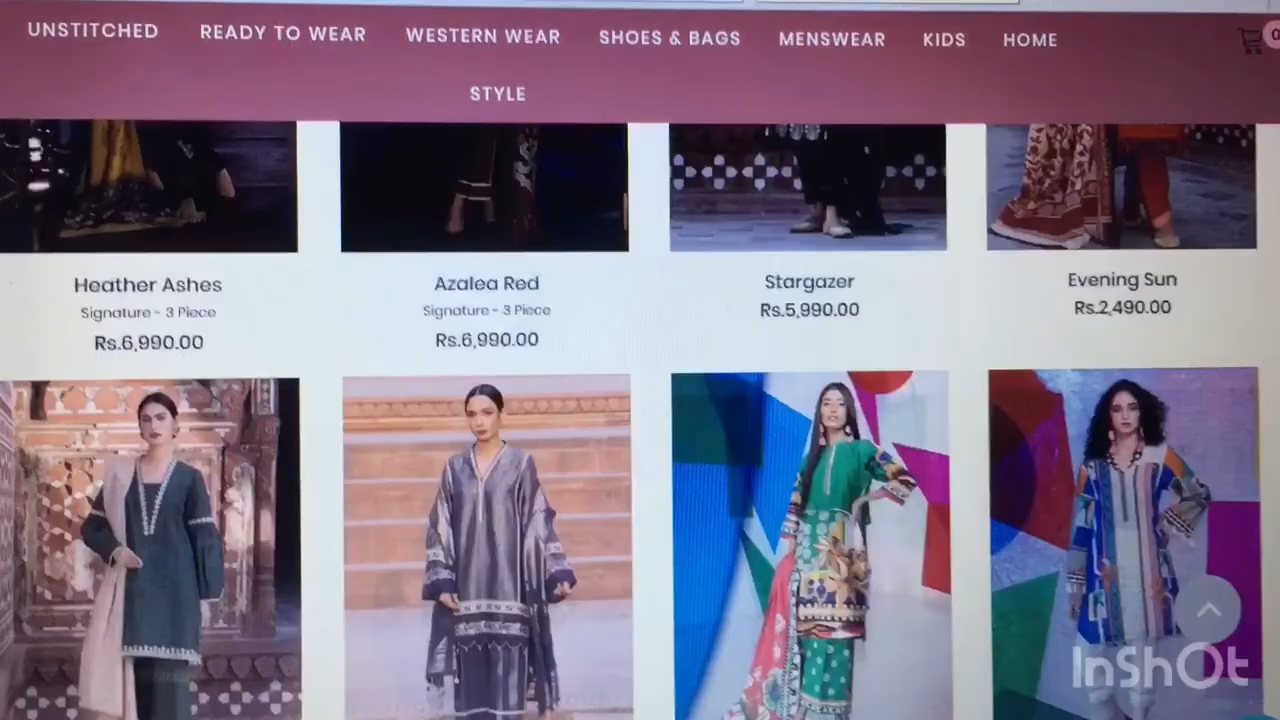 UNSTITCHED READY TO WEAR WESTERN WEAR SHOES & BAGS MENSWEAR KIDS HOME
0
STYLE
Heather Ashes
Signature - 3 Piece
Rs.6,990.00
Azalea Red
Signature - 3 Piece
Rs.6,990.00
Stargazer
Rs.5,990.00
Evening Sun
Rs.2,490.00
InShOt